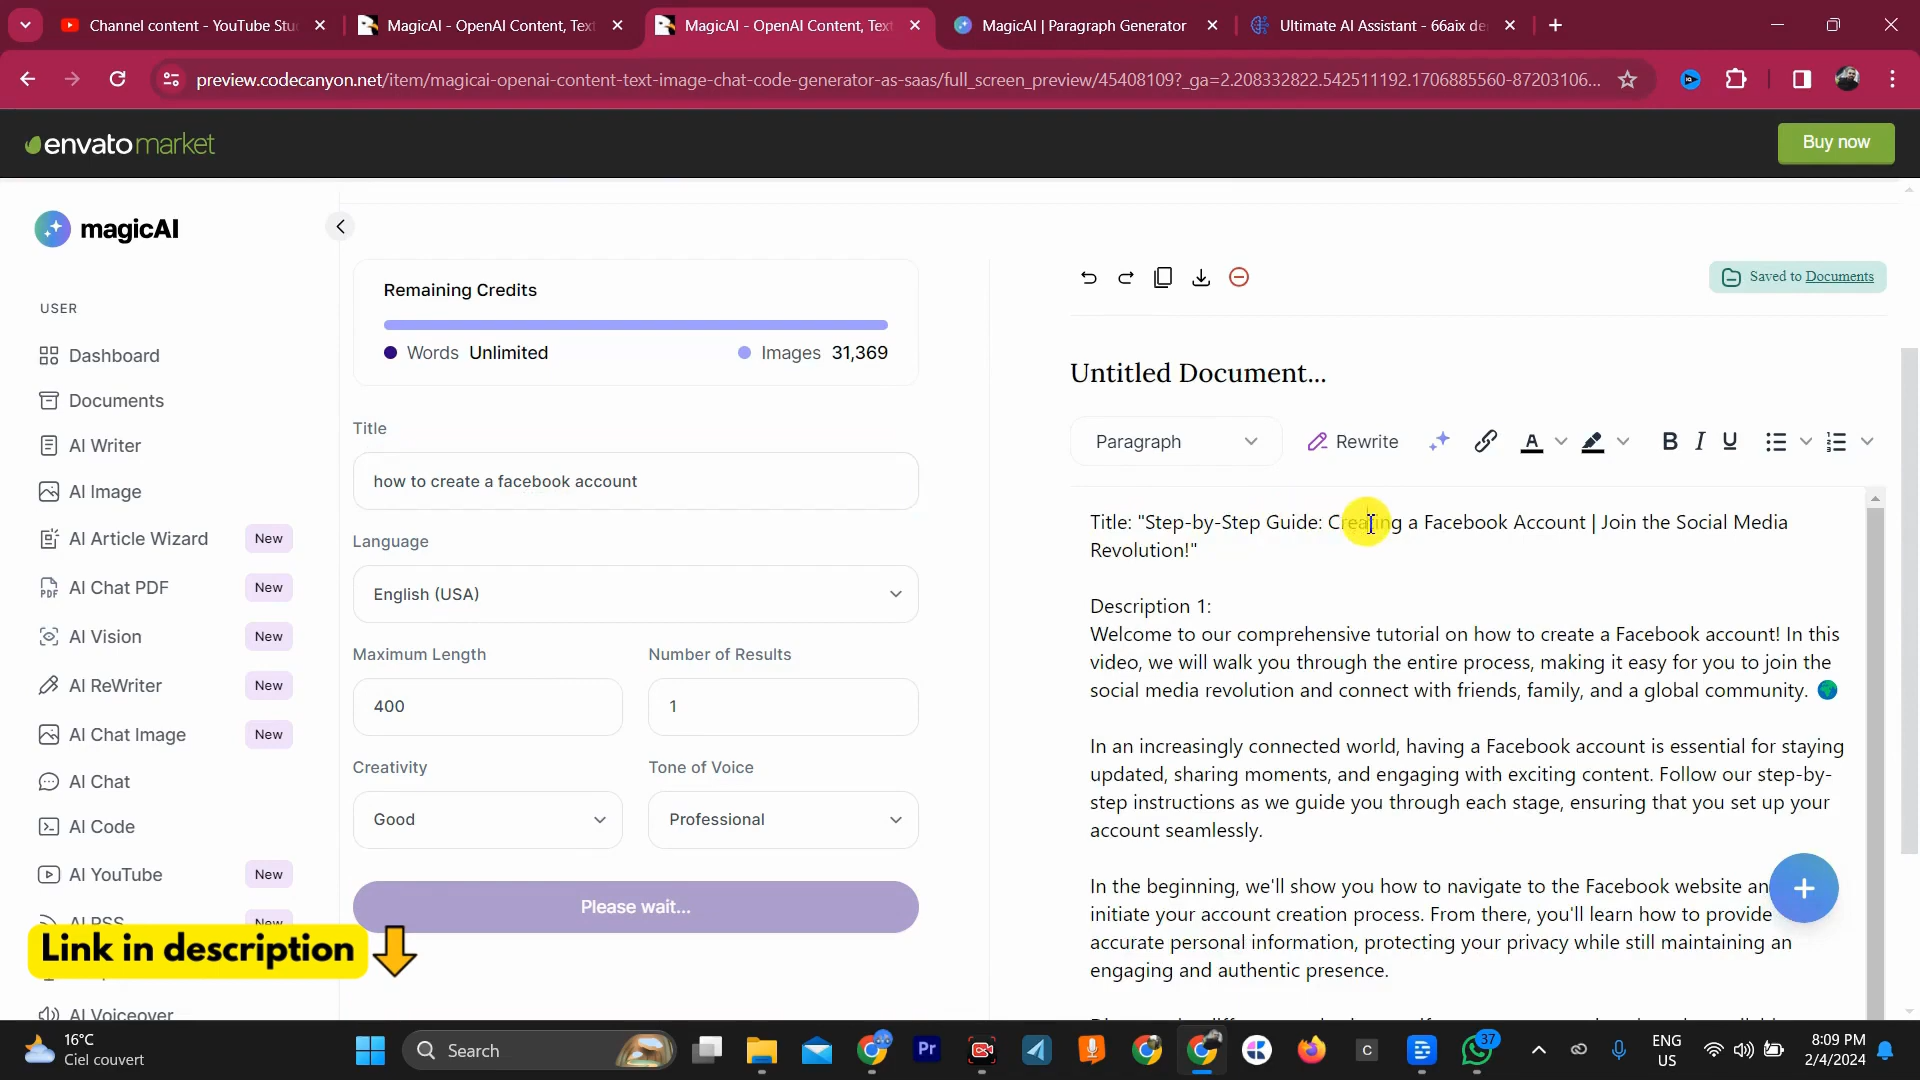 Channel content - YouTube Stu
MagicAI - OpenAI Content, Text
MagicAI - OpenAI Content, Text
MagicAI | Paragraph Generator
Ultimate AI Assistant - 66aix de
preview.codecanyon.net/item/magicai-openai-content-text-image-chat-code-generator-as-saas/full_screen_preview/45408109?_ga=2.208332822.542511192.1706885560-87203106...
envato market
Buy now
magicAI
USER
Dashboard
Documents
AI Writer
AI Image
AI Article Wizard New
AI Chat PDF New
AI Vision New
AI ReWriter New
AI Chat Image New
AI Chat
AI Code
AI YouTube New
AI RSS New
AI Voiceover
Link in description
Remaining Credits
Words Unlimited
Images 31,369
Title
how to create a facebook account
Language
English (USA)
Maximum Length
Number of Results
400
1
Creativity
Tone of Voice
Good
Professional
Please wait...
Saved to Documents
Untitled Document...
Paragraph
Rewrite
A
B I U
Title: "Step-by-Step Guide: Creating a Facebook Account | Join the Social Media
Revolution!"
Description 1:
Welcome to our comprehensive tutorial on how to create a Facebook account! In this
video, we will walk you through the entire process, making it easy for you to join the
social media revolution and connect with friends, family, and a global community. 🌍
In an increasingly connected world, having a Facebook account is essential for staying
updated, sharing moments, and engaging with exciting content. Follow our step-by-
step instructions as we guide you through each stage, ensuring that you set up your
account seamlessly.
In the beginning, we'll show you how to navigate to the Facebook website an
initiate your account creation process. From there, you'll learn how to provide
accurate personal information, protecting your privacy while still maintaining an
engaging and authentic presence.
16°C
Ciel couvert
Search
Pr
C
37
ENG
US
8:09 PM
2/4/2024